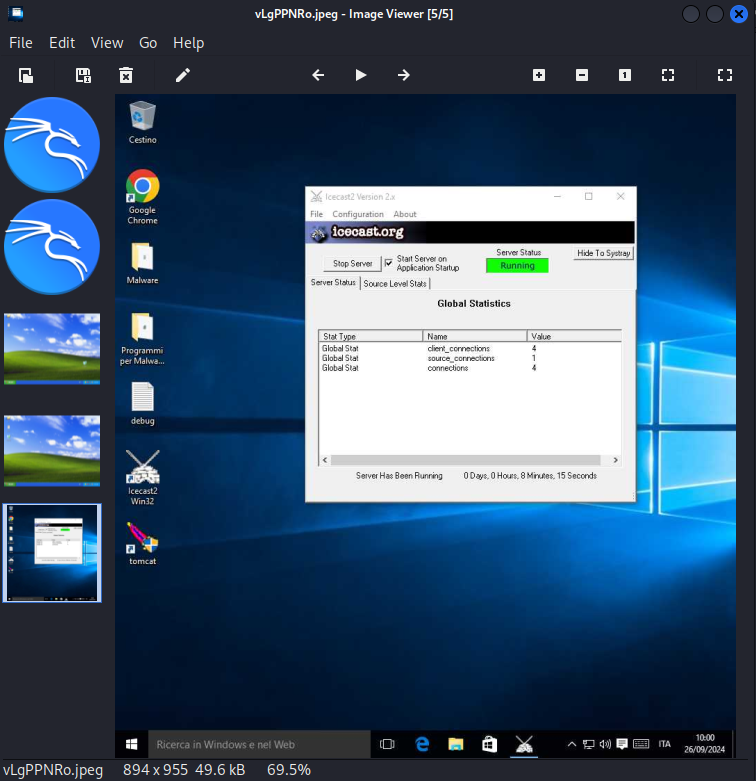 vLgPPNRo.jpeg - Image Viewer [5/5]
File Edit View Go Help
Cestino
Google
Chrome
Malware
Programmi
per Malwa...
debug
Icecast2
Win32
tomcat
Icecast2 Version 2.x
File Configuration About
icecast.org
Stop Server
Start Server on
Application Startup
Server Status
Running
Hide To Systray
Server Status Source Level Stats
Global Statistics
Stat Type Name Value
Global Stat client_connections 4
Global Stat source_connections 1
Global Stat connections 4
Server Has Been Running 0 Days, 0 Hours, 8 Minutes, 15 Seconds
Ricerca in Windows e nel Web
ITA
10:00
26/09/2024
vLgPPNRo.jpeg 894 x 955 49.6 kB 69.5%